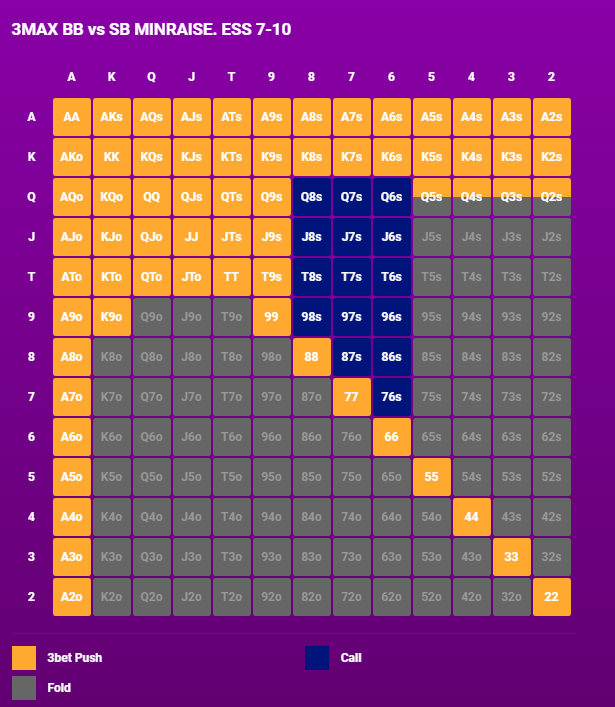 3MAX BB vs SB MINRAISE. ESS 7-10
A K Q J T 9 8 7 6 5 4 3 2
A AA AKs AQs AJs ATs A9s A8s A7s A6s A5s A4s A3s A2s
K AKo KK KQs KJs KTs K9s K8s K7s K6s K5s K4s K3s K2s
Q AQo KQo QQ QJs QTs Q9s Q8s Q7s Q6s Q5s Q4s Q3s Q2s
J AJo KJo QJo JJ JTs J9s J8s J7s J6s J5s J4s J3s J2s
T ATo KTo QTo JTo TT T9s T8s T7s T6s T5s T4s T3s T2s
9 A9o K9o Q9o J9o T9o 99 98s 97s 96s 95s 94s 93s 92s
8 A8o K8o Q8o J8o T8o 98o 88 87s 86s 85s 84s 83s 82s
7 A7o K7o Q7o J7o T7o 97o 87o 77 76s 75s 74s 73s 72s
6 A6o K6o Q6o J6o T6o 96o 86o 76o 66 65s 64s 63s 62s
5 A5o K5o Q5o J5o T5o 95o 85o 75o 65o 55 54s 53s 52s
4 A4o K4o Q4o J4o T4o 94o 84o 74o 64o 54o 44 43s 42s
3 A3o K3o Q3o J3o T3o 93o 83o 73o 63o 53o 43o 33 32s
2 A2o K2o Q2o J2o T2o 92o 82o 72o 62o 52o 42o 32o 22
3bet Push Call
Fold